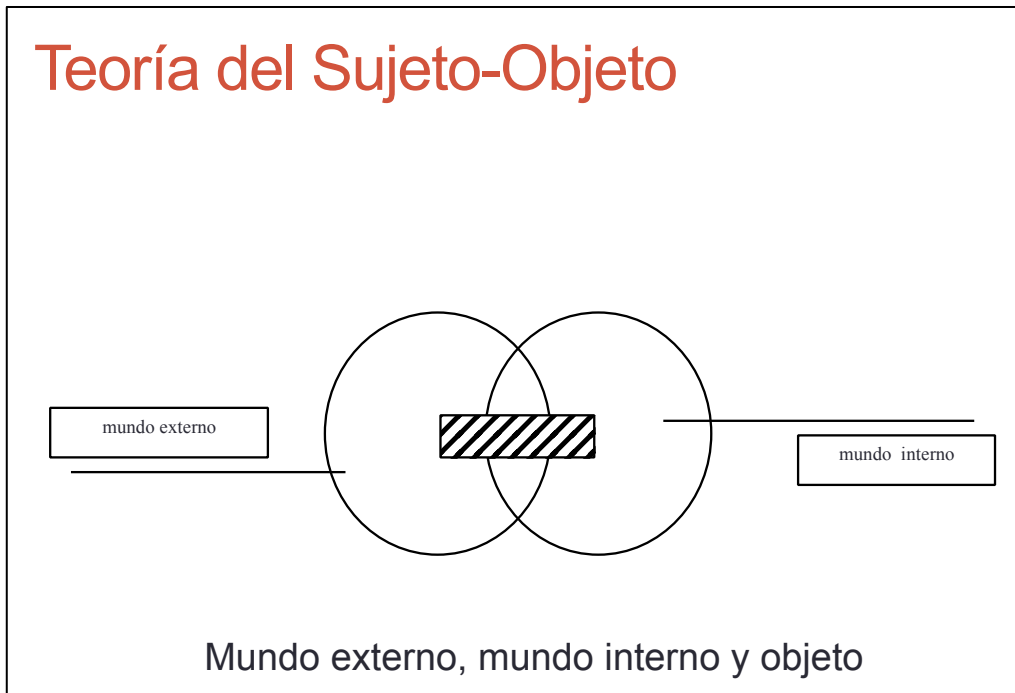 Teoría del Sujeto-Objeto
mundo externo
mundo interno
Mundo externo, mundo interno y objeto